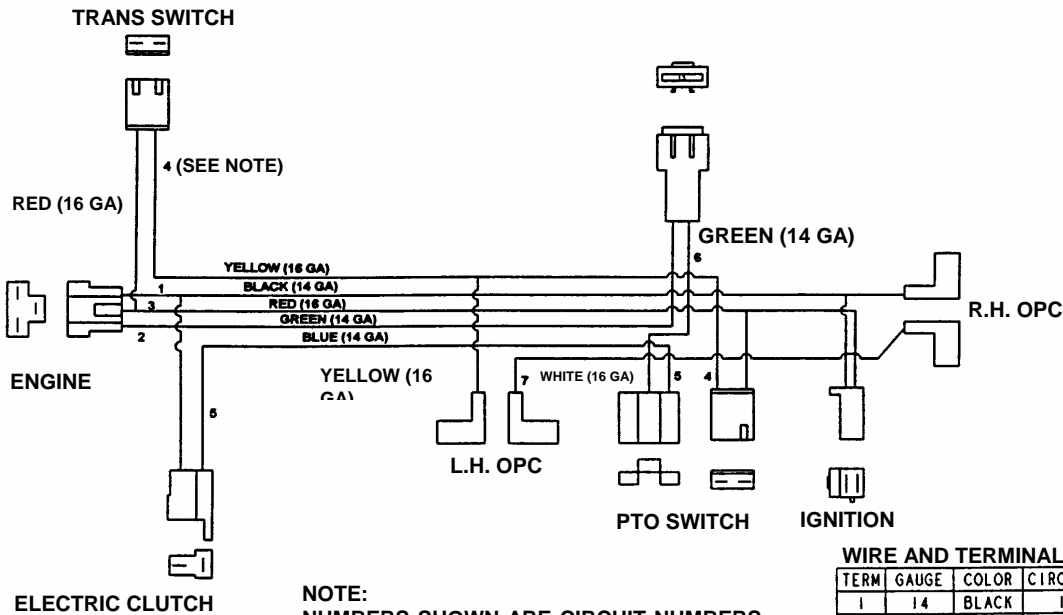 TRANS SWITCH
4 (SEE NOTE)
RED (16 GA)
GREEN (14 GA)
6
YELLOW (16 GA)
1
BLACK (14 GA)
3
RED (16 GA)
R.H. OPC
GREEN (14 GA)
2
BLUE (14 GA)
ENGINE
YELLOW (16
GA)
7
WHITE (16 GA)
5
4
5
L.H. OPC
PTO SWITCH
IGNITION
WIRE AND TERMINAL
TERM GAUGE COLOR CIRC
1 14 BLACK
ELECTRIC CLUTCH
NOTE:
NUMBERS SHOWN ARE CIRCUIT NUMBERS